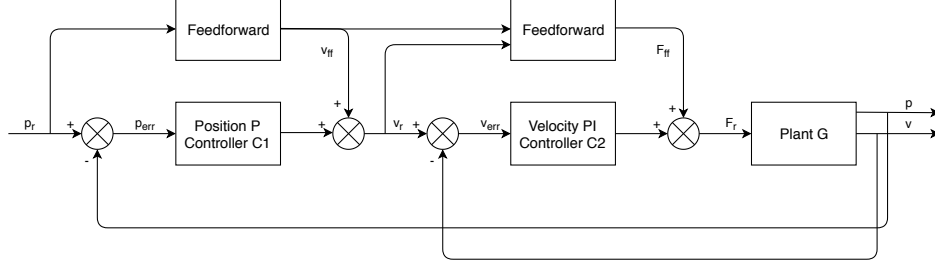 Feedforward
Feedforward
v_ff
F_ff
+
+
p_r
+
p_err
Position P
Controller C1
+
v_r
+
v_err
Velocity PI
Controller C2
+
F_r
Plant G
p
v
-
-